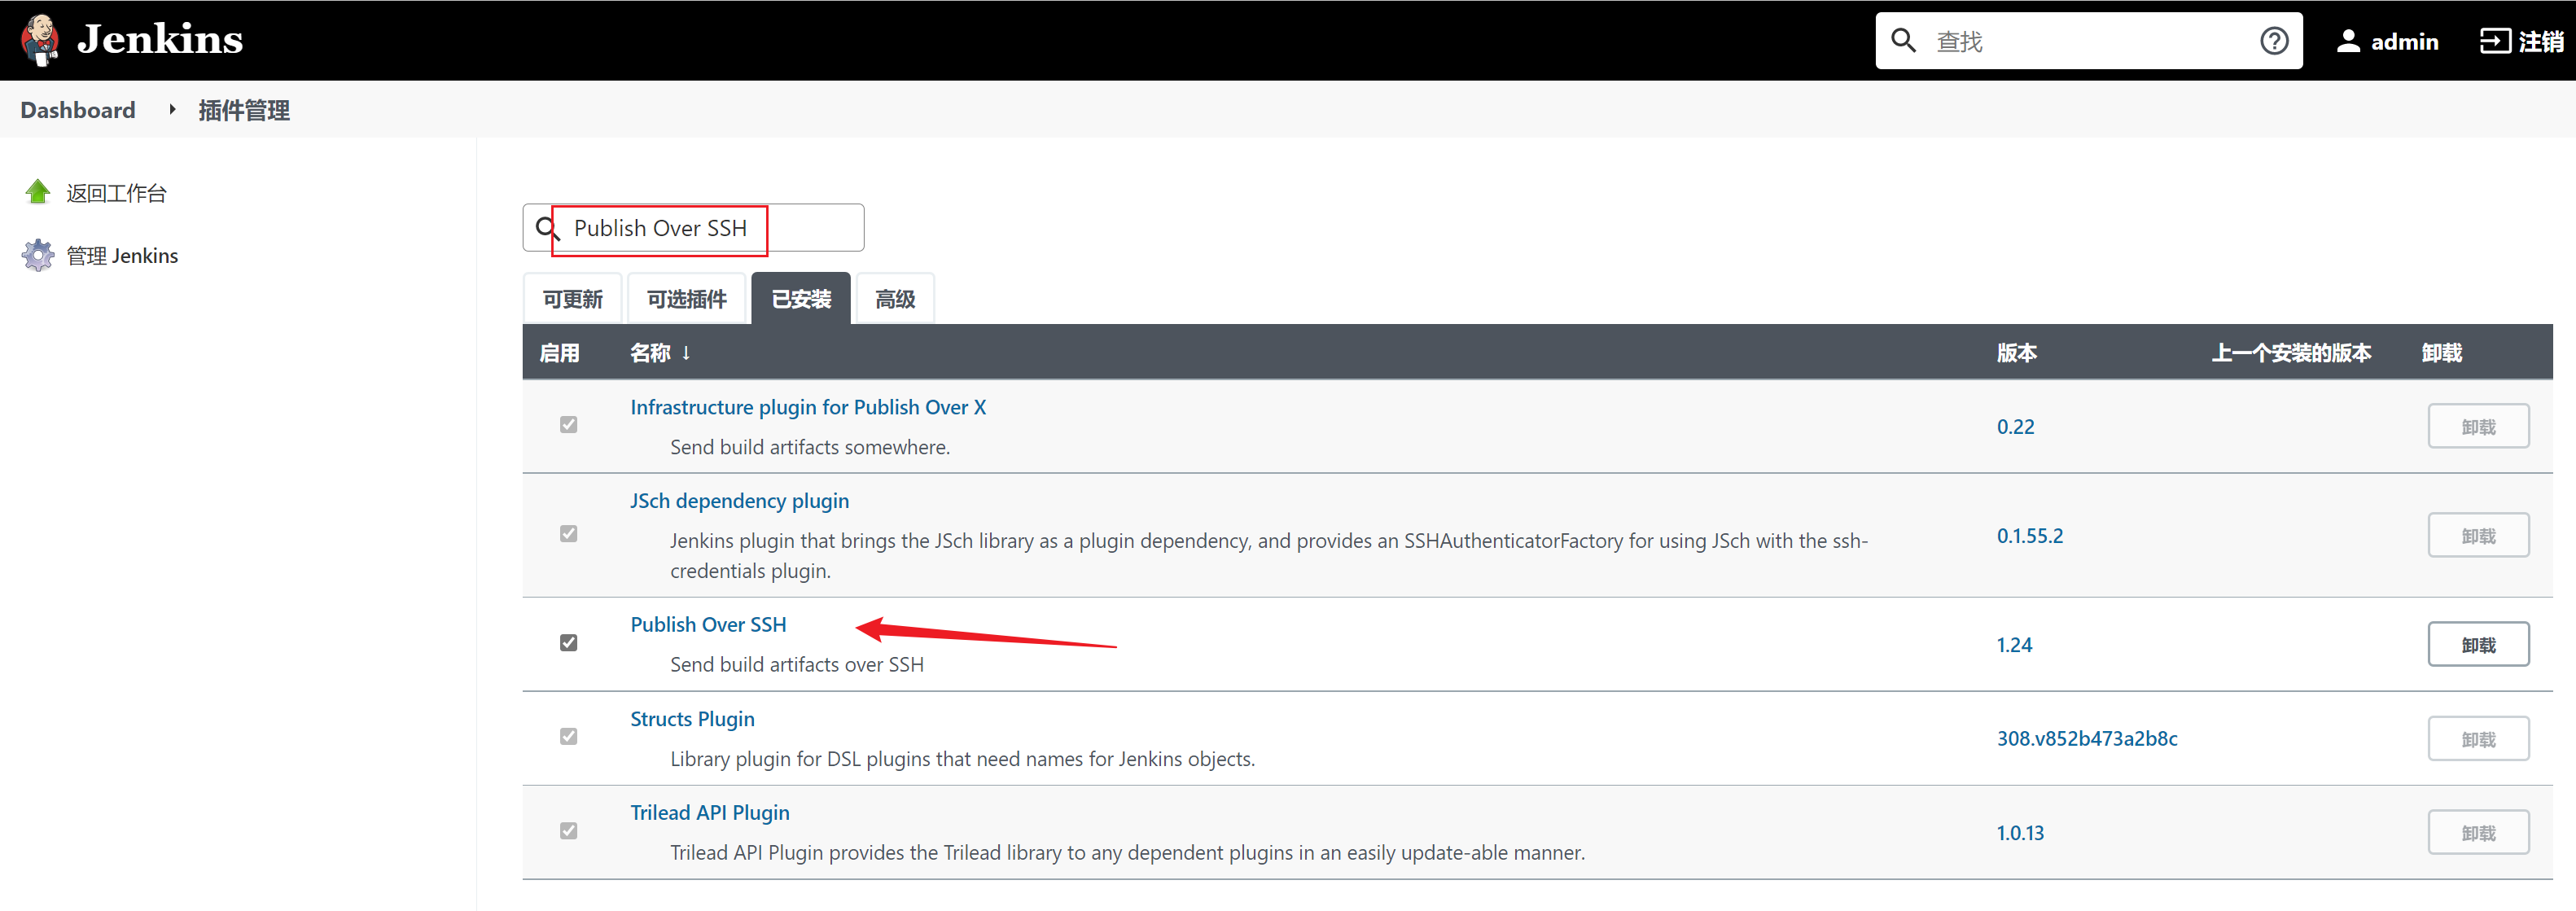 Jenkins
查找
admin
注销
Dashboard
插件管理
返回工作台
管理 Jenkins
Publish Over SSH
可更新
可选插件
已安装
高级
启用 名称 ↓ 版本 上一个安装的版本 卸载
Infrastructure plugin for Publish Over X
Send build artifacts somewhere.
0.22
卸载
JSch dependency plugin
Jenkins plugin that brings the JSch library as a plugin dependency, and provides an SSHAuthenticatorFactory for using JSch with the ssh-
credentials plugin.
0.1.55.2
卸载
Publish Over SSH
Send build artifacts over SSH
1.24
卸载
Structs Plugin
Library plugin for DSL plugins that need names for Jenkins objects.
308.v852b473a2b8c
卸载
Trilead API Plugin
Trilead API Plugin provides the Trilead library to any dependent plugins in an easily update-able manner.
1.0.13
卸载